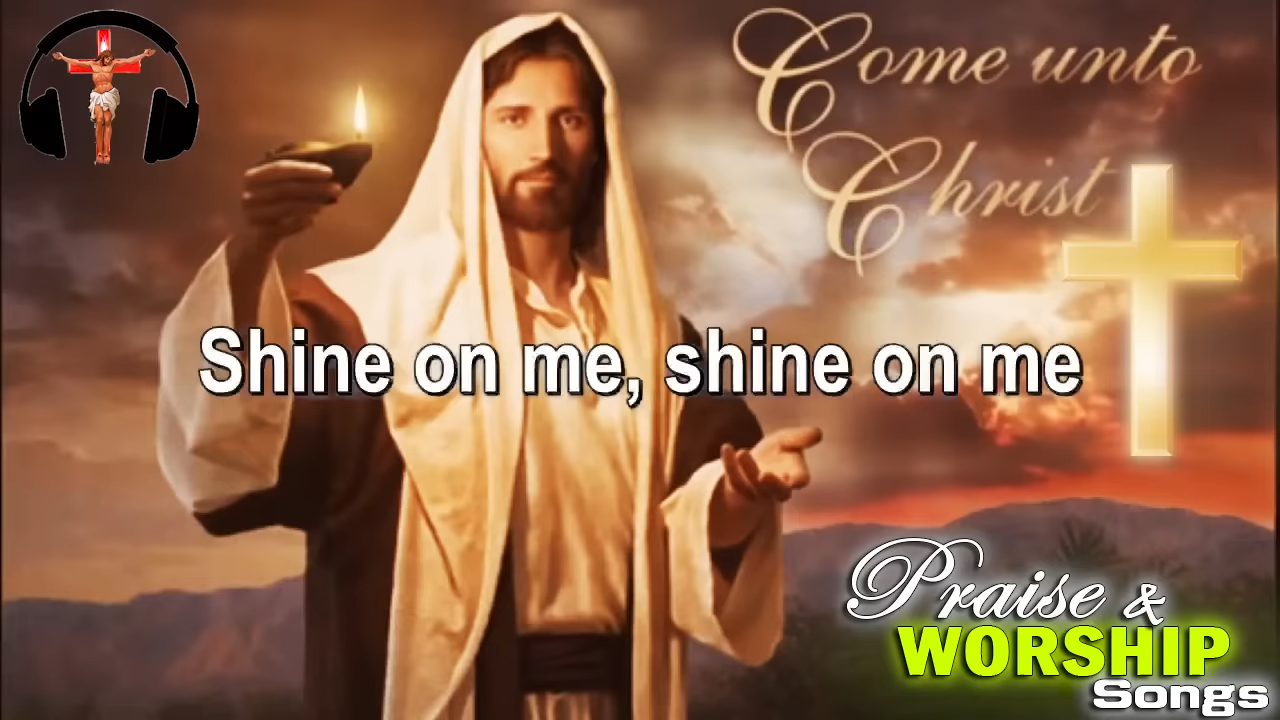 Come unto
Christ
Shine on me, shine on me
Praise &
WORSHIP
Songs